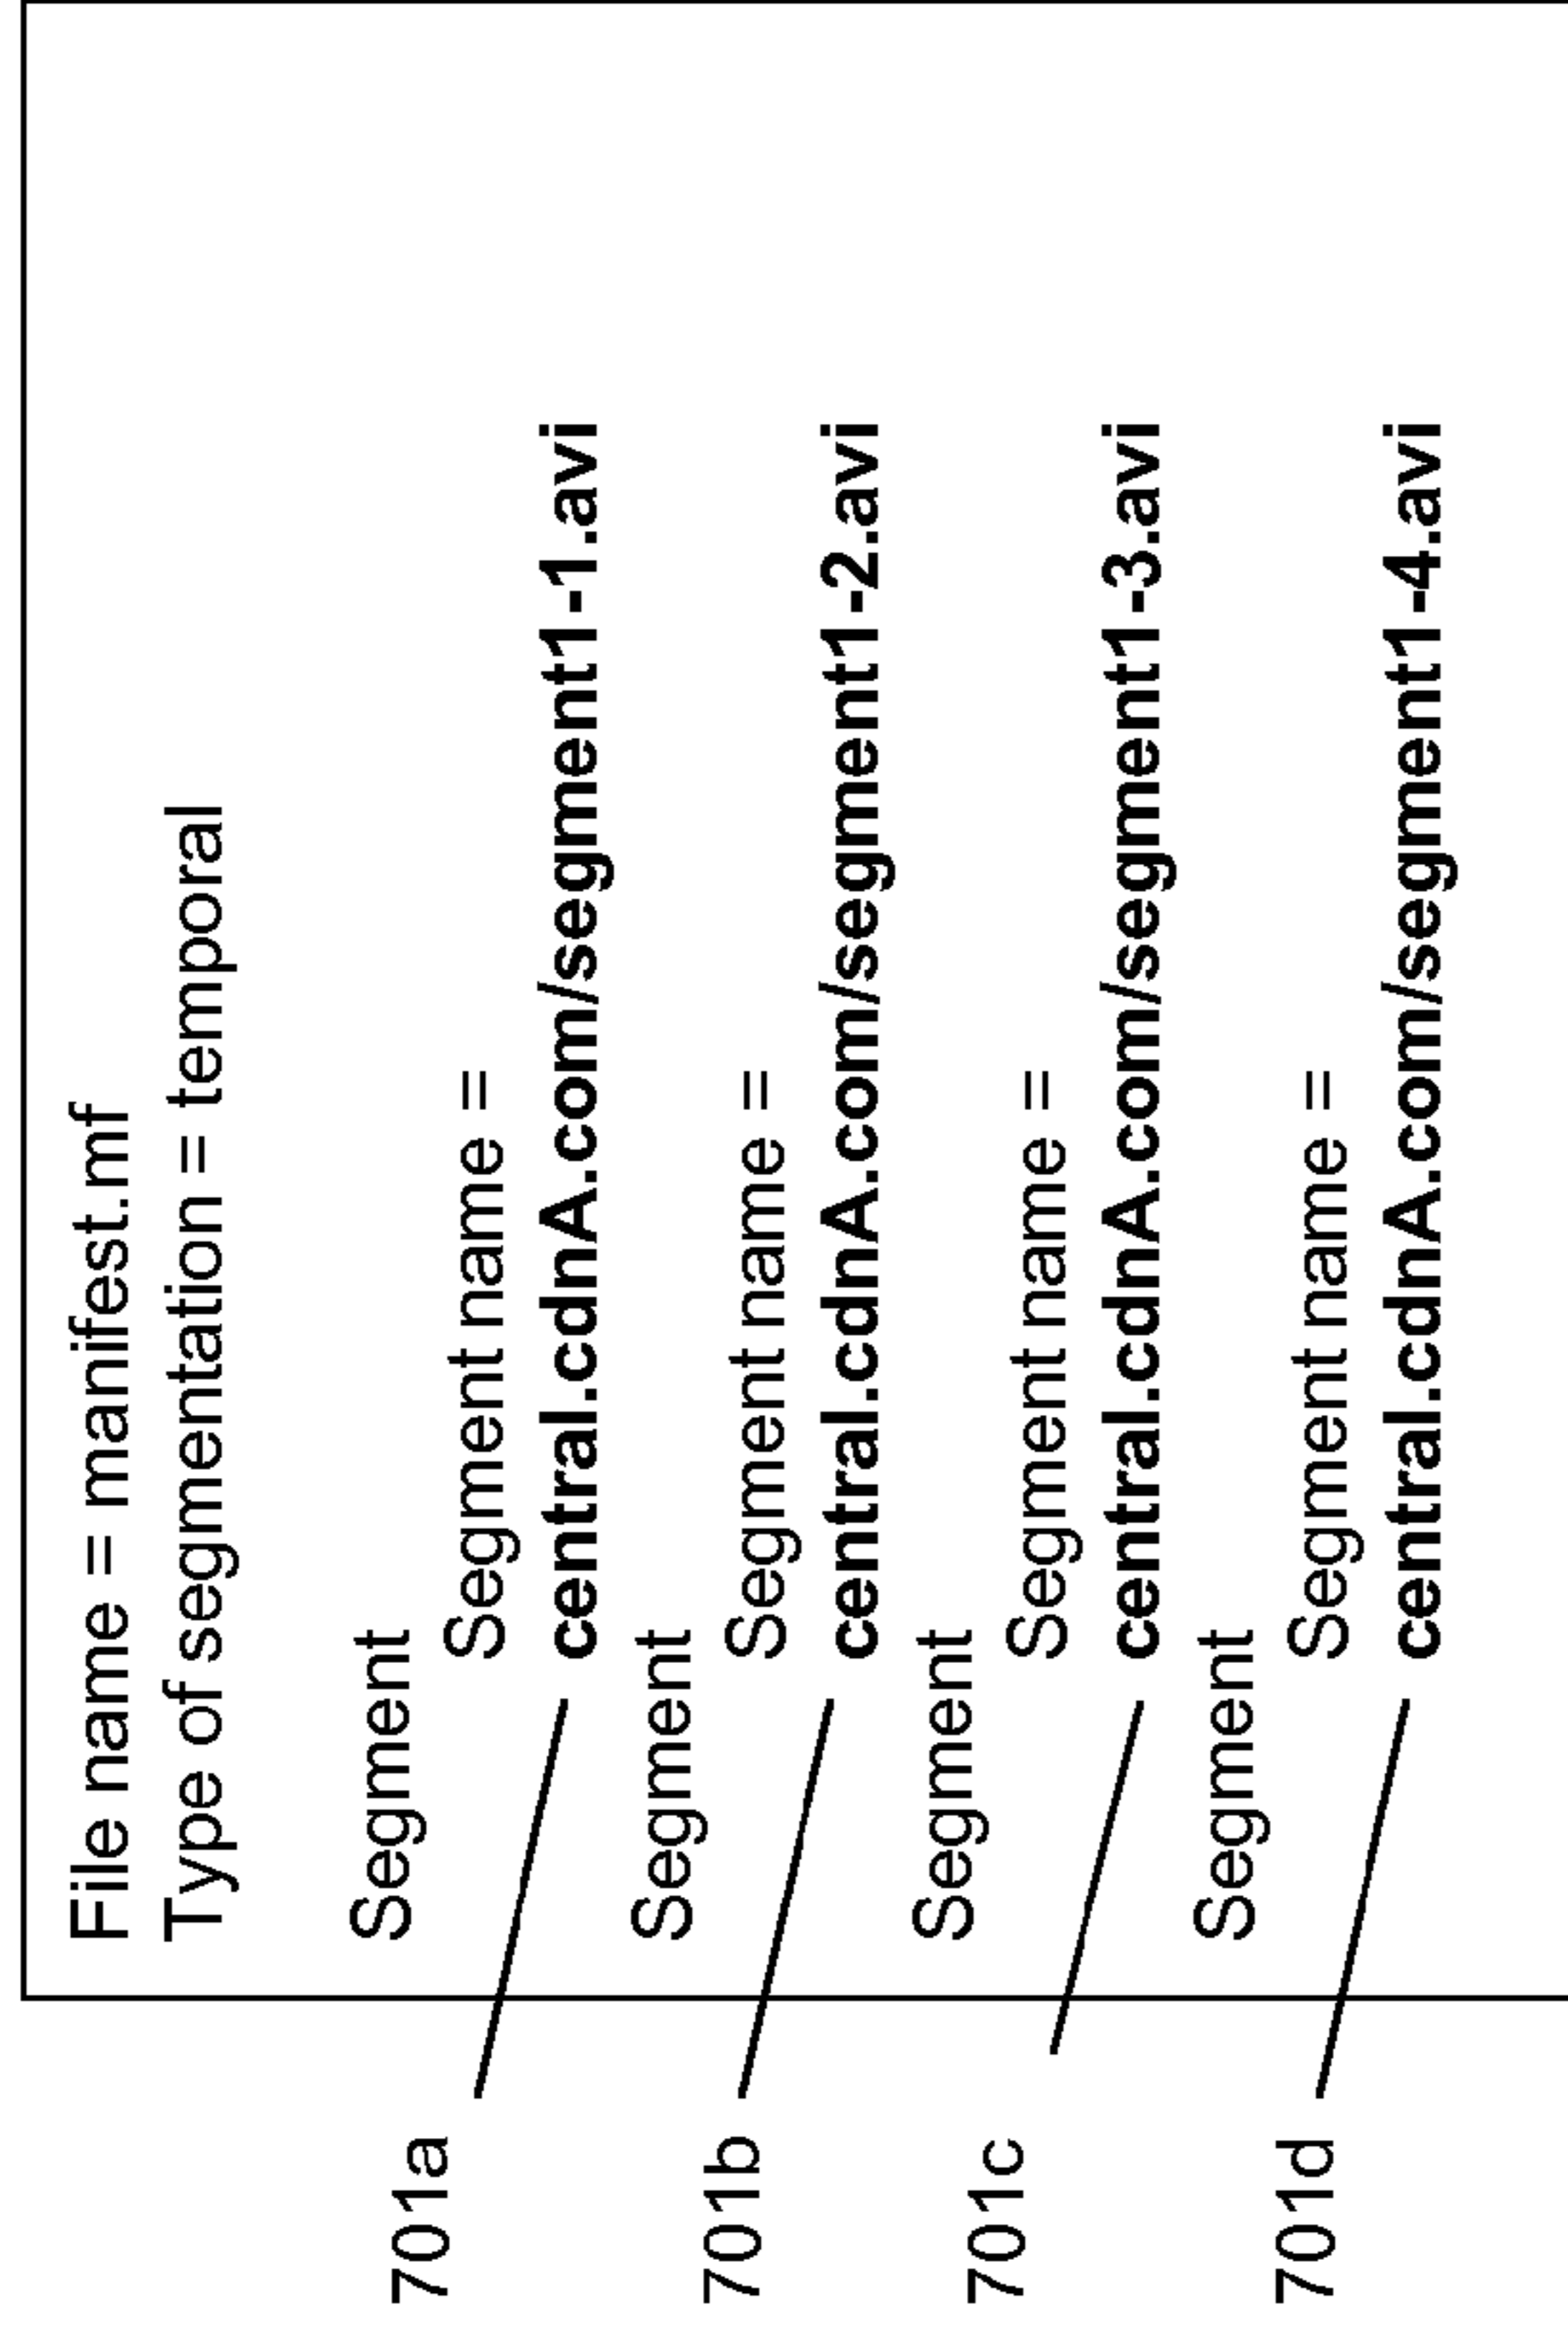 File name = manifest.mf
Type of segmentation = temporal
Segment
Segment name =
701a
central.cdnA.com/segment1-1.avi
Segment
Segment name =
701b
central.cdnA.com/segment1-2.avi
Segment
Segment name =
701c
central.cdnA.com/segment1-3.avi
Segment
Segment name =
701d
central.cdnA.com/segment1-4.avi